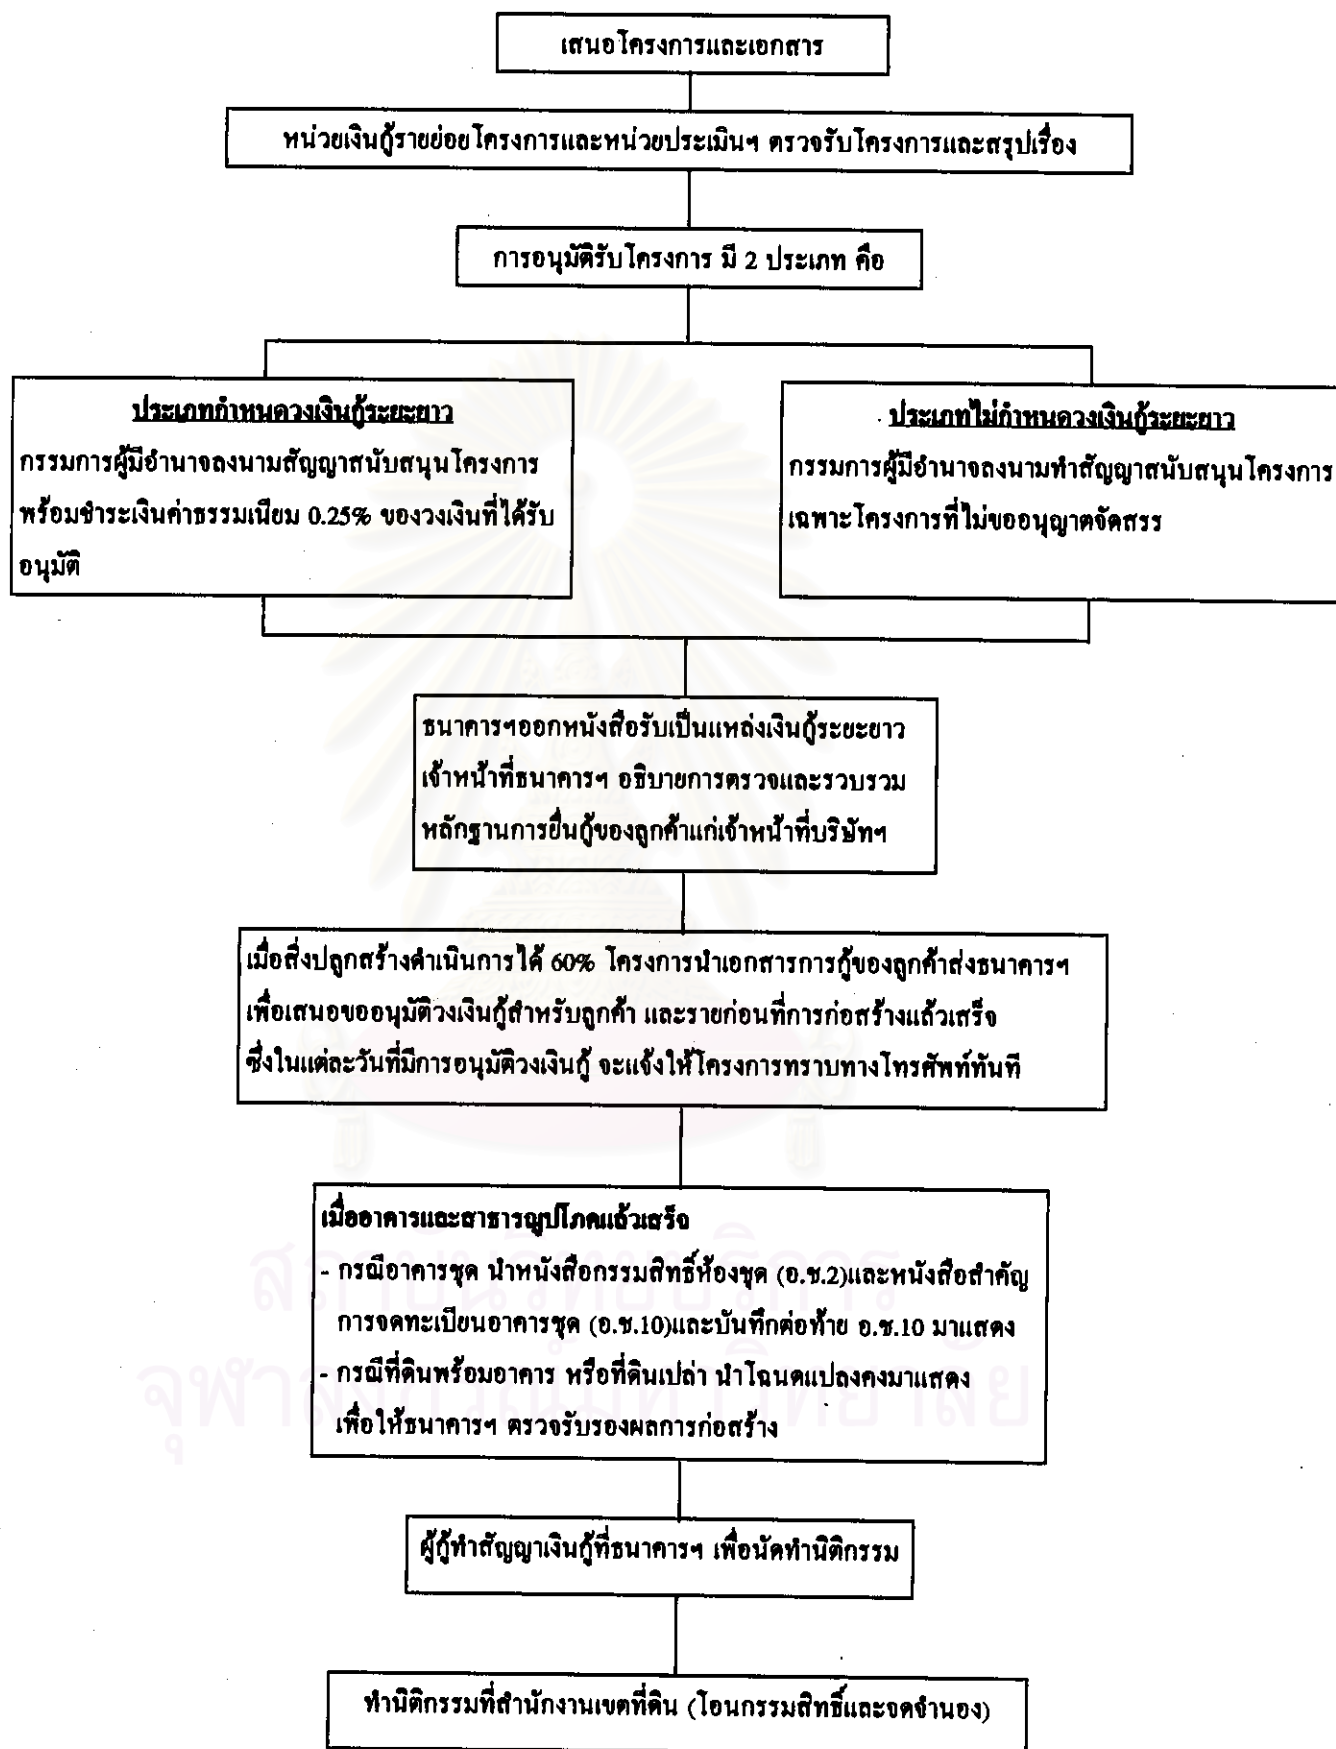 เสนอโครงการและเอกสาร
หน่วยเงินกู้รายย่อยโครงการและหน่วยประเมินฯ ตรวจรับโครงการและสรุปเรื่อง
การอนุมัติรับโครงการ มี 2 ประเภท คือ
ประเภทกำหนดวงเงินกู้ระยะยาว
กรรมการผู้มีอำนาจลงนามสัญญาสนับสนุนโครงการ
พร้อมชำระเงินค่าธรรมเนียม 0.25% ของวงเงินที่ได้รับ
อนุมัติ
ประเภทไม่กำหนดวงเงินกู้ระยะยาว
กรรมการผู้มีอำนาจลงนามทำสัญญาสนับสนุนโครงการ
เฉพาะโครงการที่ไม่ขออนุญาตจัดสรร
ธนาคารฯออกหนังสือรับเป็นแหล่งเงินกู้ระยะยาว
เจ้าหน้าที่ธนาคารฯ อธิบายการตรวจและรวบรวม
หลักฐานการยื่นกู้ของลูกค้าแก่เจ้าหน้าที่บริษัทฯ
เมื่อสิ่งปลูกสร้างดำเนินการได้ 60% โครงการนำเอกสารการกู้ของลูกค้าส่งธนาคารฯ
เพื่อเสนอขออนุมัติวงเงินกู้สำหรับลูกค้า และรายก่อนที่การก่อสร้างแล้วเสร็จ
ซึ่งในแต่ละวันที่มีการอนุมัติวงเงินกู้ จะแจ้งให้โครงการทราบทางโทรศัพท์ทันที
เมื่ออาคารและสาธารณูปโภคแล้วเสร็จ
- กรณีอาคารชุด นำหนังสือกรรมสิทธิ์ห้องชุด (อ.ช.2)และหนังสือสำคัญ
การจดทะเบียนอาคารชุด (อ.ช.10)และบันทึกต่อท้าย อ.ช.10 มาแสดง
- กรณีที่ดินพร้อมอาคาร หรือที่ดินเปล่า นำโฉนดแปลงคงมาแสดง
เพื่อให้ธนาคารฯ ตรวจรับรองผลการก่อสร้าง
สถาบันวิทยบริการ
จุฬาลงกรณ์มหาวิทยาลัย
ผู้กู้ทำสัญญาเงินกู้ที่ธนาคารฯ เพื่อนัดทำนิติกรรม
ทำนิติกรรมที่สำนักงานเขตที่ดิน (โอนกรรมสิทธิ์และจดจำนอง)